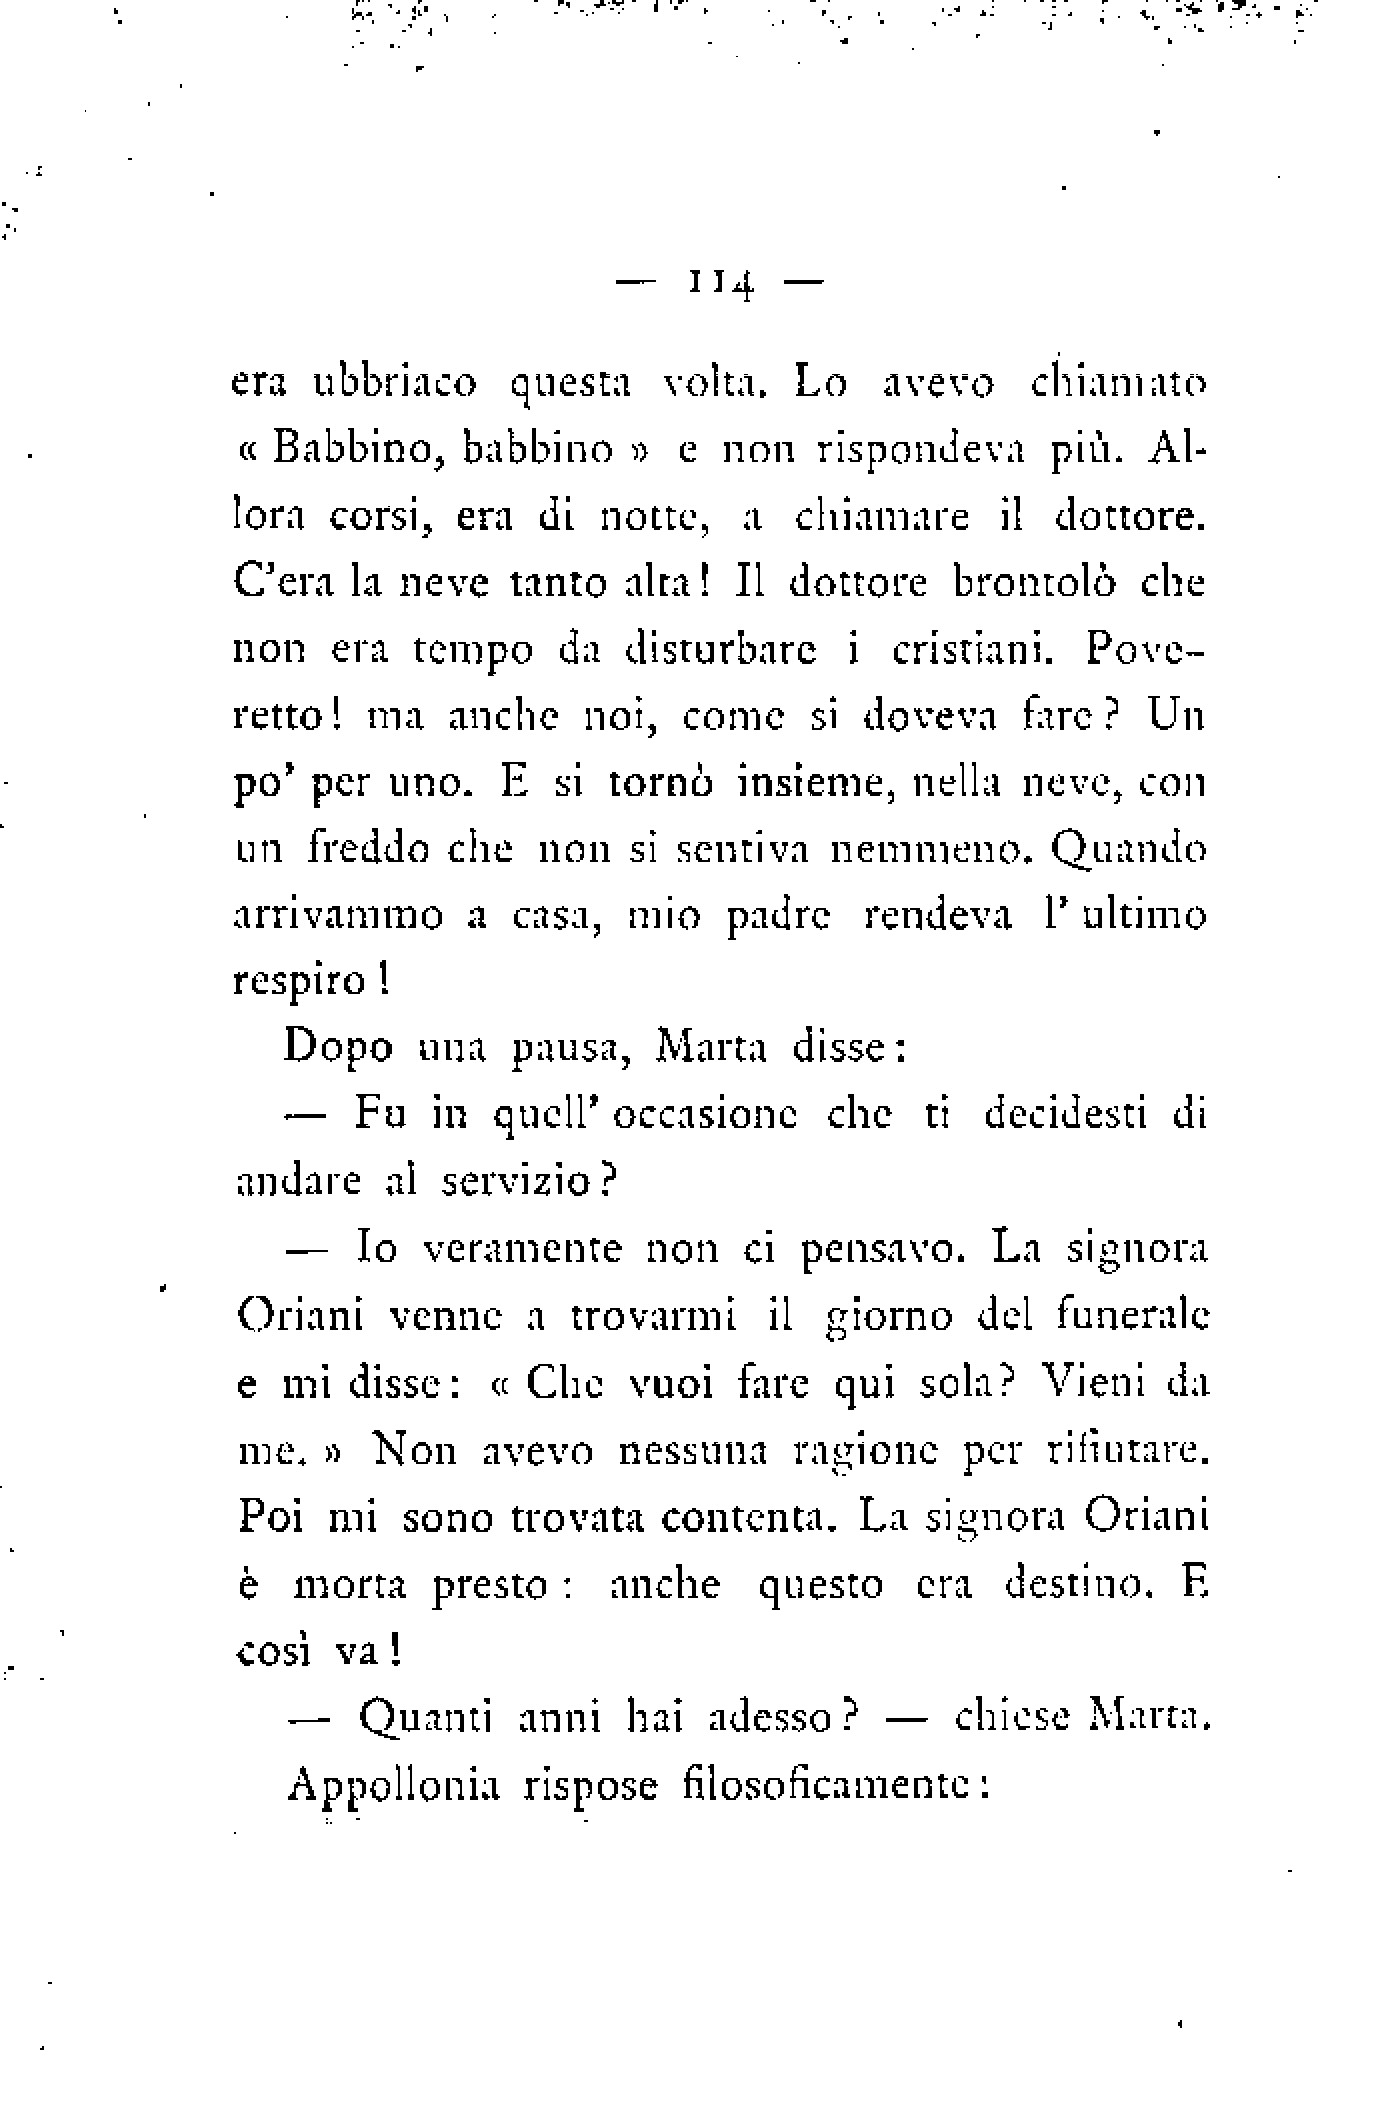 — 114 —
era ubbriaco questa volta. Lo avevo chiamato
« Babbino, babbino » e non rispondeva più. Al-
lora corsi, era di notte, a chiamare il dottore.
C'era la neve tanto alta! Il dottore brontolò che
non era tempo da disturbare i cristiani. Pove-
retto! ma anche noi, come si doveva fare? Un
po' per uno. E si tornò insieme, nella neve, con
un freddo che non si sentiva nemmeno. Quando
arrivammo a casa, mio padre rendeva l' ultimo
respiro!
Dopo una pausa, Marta disse:
— Fu in quell' occasione che ti decidesti di
andare al servizio?
— Io veramente non ci pensavo. La signora
Oriani venne a trovarmi il giorno del funerale
e mi disse: « Che vuoi fare qui sola? Vieni da
me. » Non avevo nessuna ragione per rifiutare.
Poi mi sono trovata contenta. La signora Oriani
è morta presto: anche questo era destino. E
così va!
— Quanti anni hai adesso? — chiese Marta.
Appollonia rispose filosoficamente: